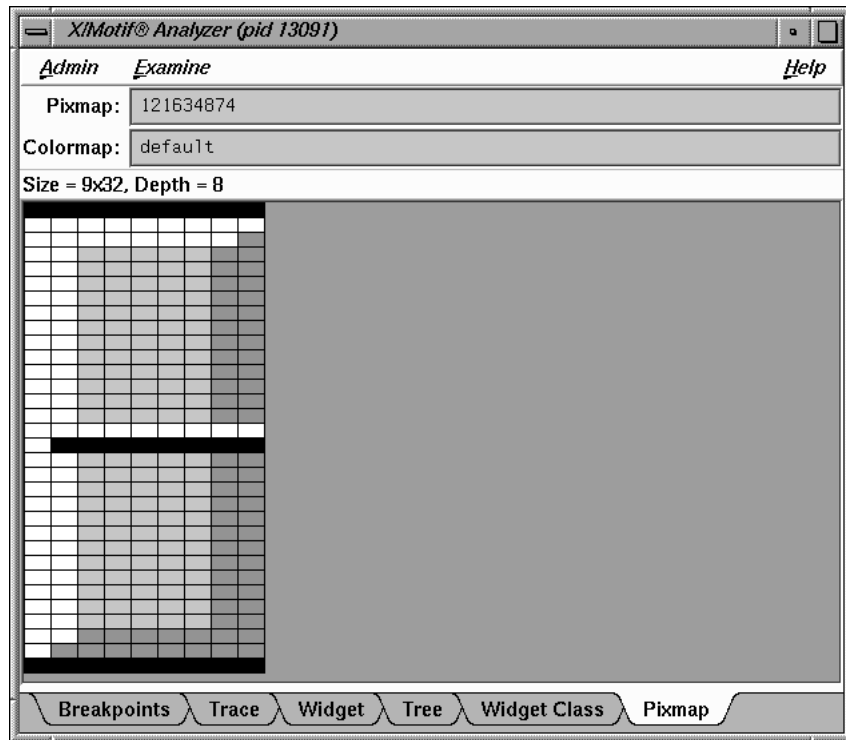 X/Motif® Analyzer (pid 13091)
Admin Examine Help
Pixmap: 121634874
Colormap: default
Size = 9x32, Depth = 8
Breakpoints Trace Widget Tree Widget Class Pixmap